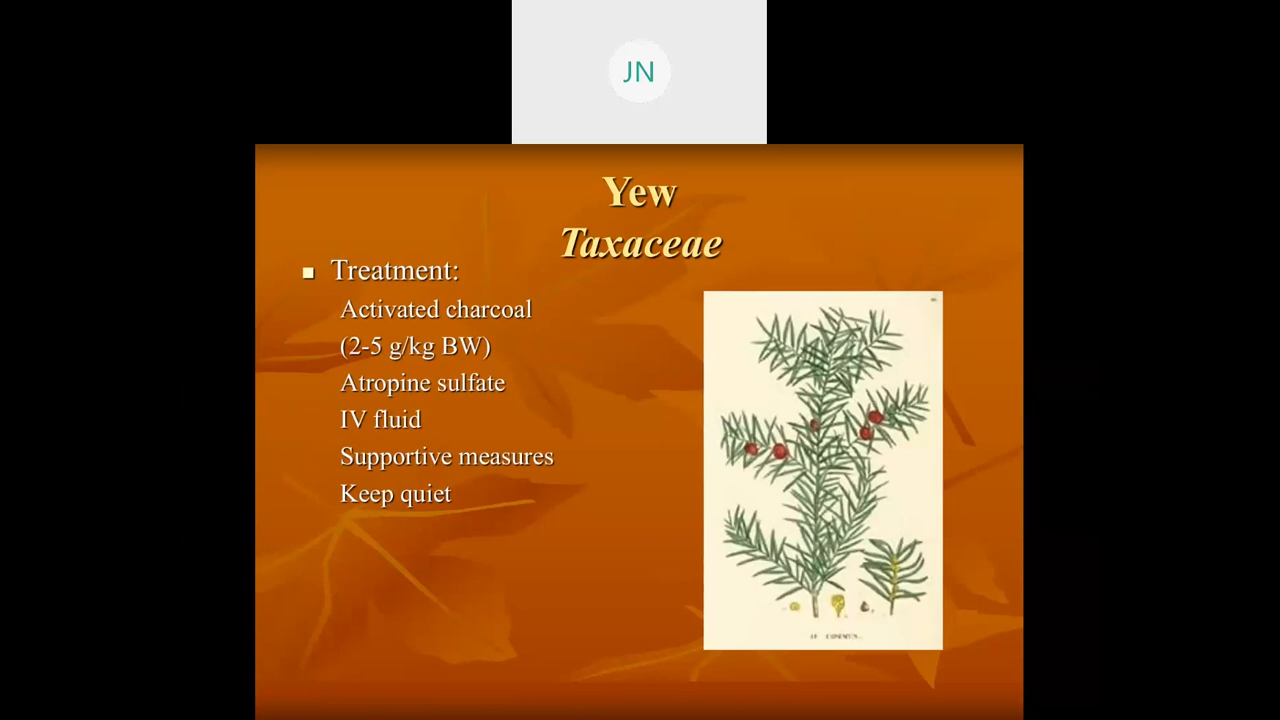 JN
Yew
Taxaceae
Treatment:
Activated charcoal
(2-5 g/kg BW)
Atropine sulfate
IV fluid
Supportive measures
Keep quiet